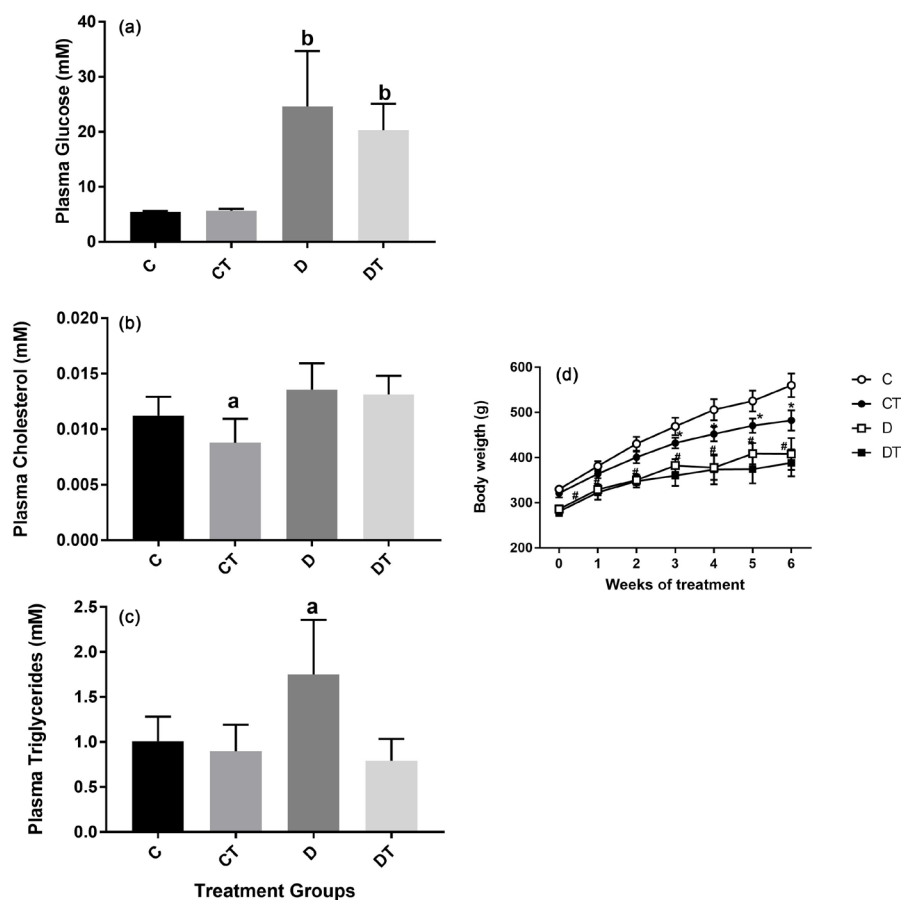 (a)
Plasma Glucose (mM)
40
30
20
10
0
b
b
C
CT
D
DT
(b)
Plasma Cholesterol (mM)
0.020
0.015
0.010
0.005
0.000
a
C
CT
D
DT
(c)
Plasma Triglycerides (mM)
2.5
2.0
1.5
1.0
0.5
0.0
a
C
CT
D
DT
Treatment Groups
(d)
Body weigth (g)
600
500
400
300
200
# # # # # # #
* * * *
0 1 2 3 4 5 6
Weeks of treatment
C
CT
D
DT